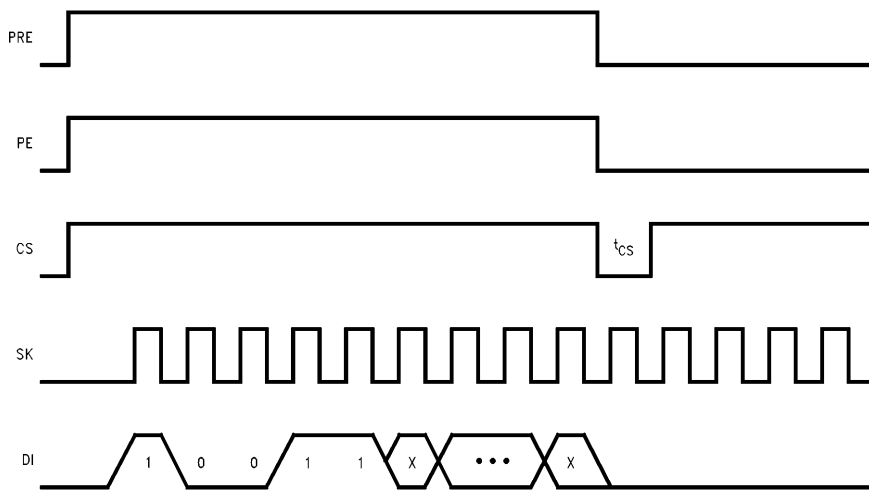 PRE
PE
CS tCS
SK
DI 1 0 0 1 1 X ••• X